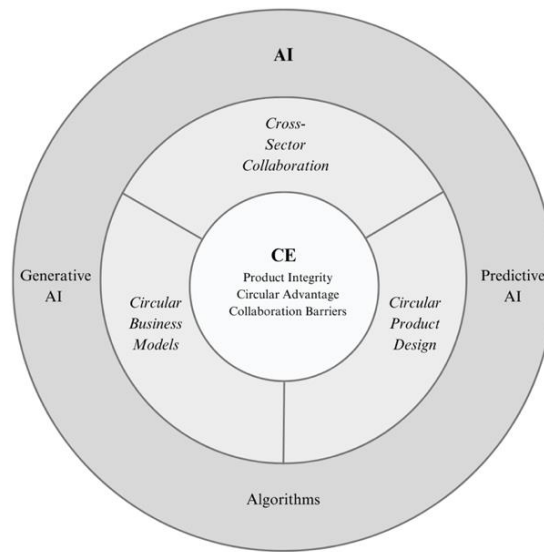 AI
Cross-
Sector
Collaboration
CE
Product Integrity
Circular Advantage
Collaboration Barriers
Generative
AI
Circular
Business
Models
Circular
Product
Design
Predictive
AI
Algorithms